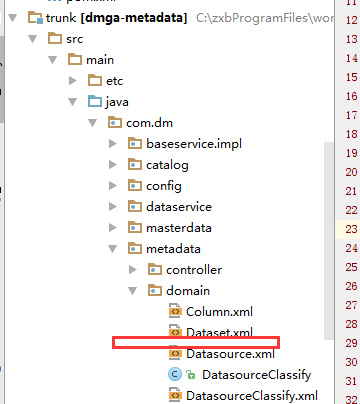 trunk [dmga-metadata] C:\zxbProgramFiles\wor
src
main
etc
java
com.dm
baseservice.impl
catalog
config
dataservice
masterdata
metadata
controller
domain
Column.xml
Dataset.xml
Datasource.xml
C DatasourceClassify
DatasourceClassify.xml
12
13
14
15
16
17
18
19
20
21
22
23
24
25
26
27
28
29
30
31
32